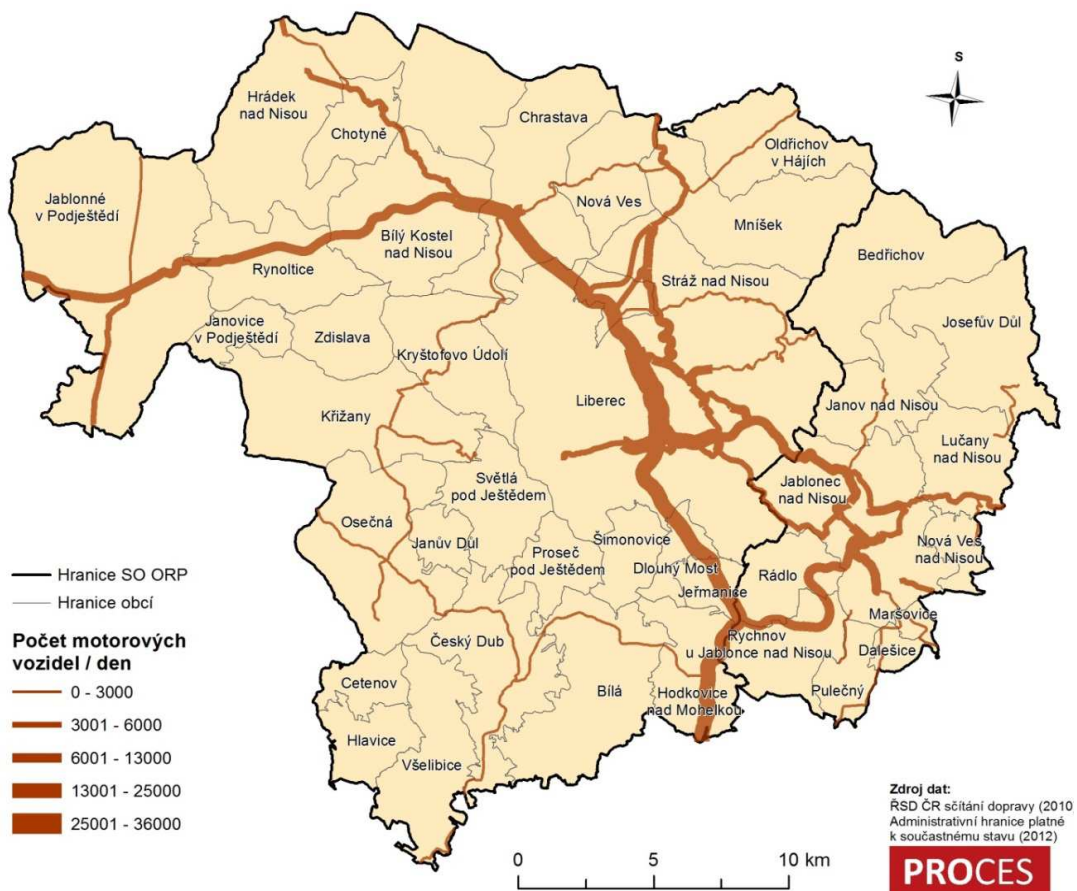 S
Hrádek
nad Nisou
Chotyně
Chrastava
Oldřichov
v Hájích
Jablonné
v Podještědí
Nová Ves
Mníšek
Bílý Kostel
nad Nisou
Rynoltice
Bedřichov
Stráž nad Nisou
Janovice
v Podještědí
Zdislava
Kryštofovo Údolí
Josefův Důl
Křižany
Liberec
Janov nad Nisou
Lučany
nad Nisou
Světlá
pod Ještědem
Jablonec
nad Nisou
Osečná
Janův Důl
Proseč
pod Ještědem
Šimonovice
Nová Ves
nad Nisou
Dlouhý Most
Rádlo
Jeřmanice
Maršovice
Rychnov
u Jablonce nad Nisou
Dalešice
Český Dub
Cetenov
Bílá
Hodkovice
nad Mohelkou
Pulečný
Hlavice
Všelibice
Hranice SO ORP
Hranice obcí
Počet motorových
vozidel / den
0 - 3000
3001 - 6000
6001 - 13000
13001 - 25000
25001 - 36000
0 5 10 km
Zdroj dat:
ŘSD ČR sčítání dopravy (2010)
Administrativní hranice platné
k součastnému stavu (2012)
PROCES